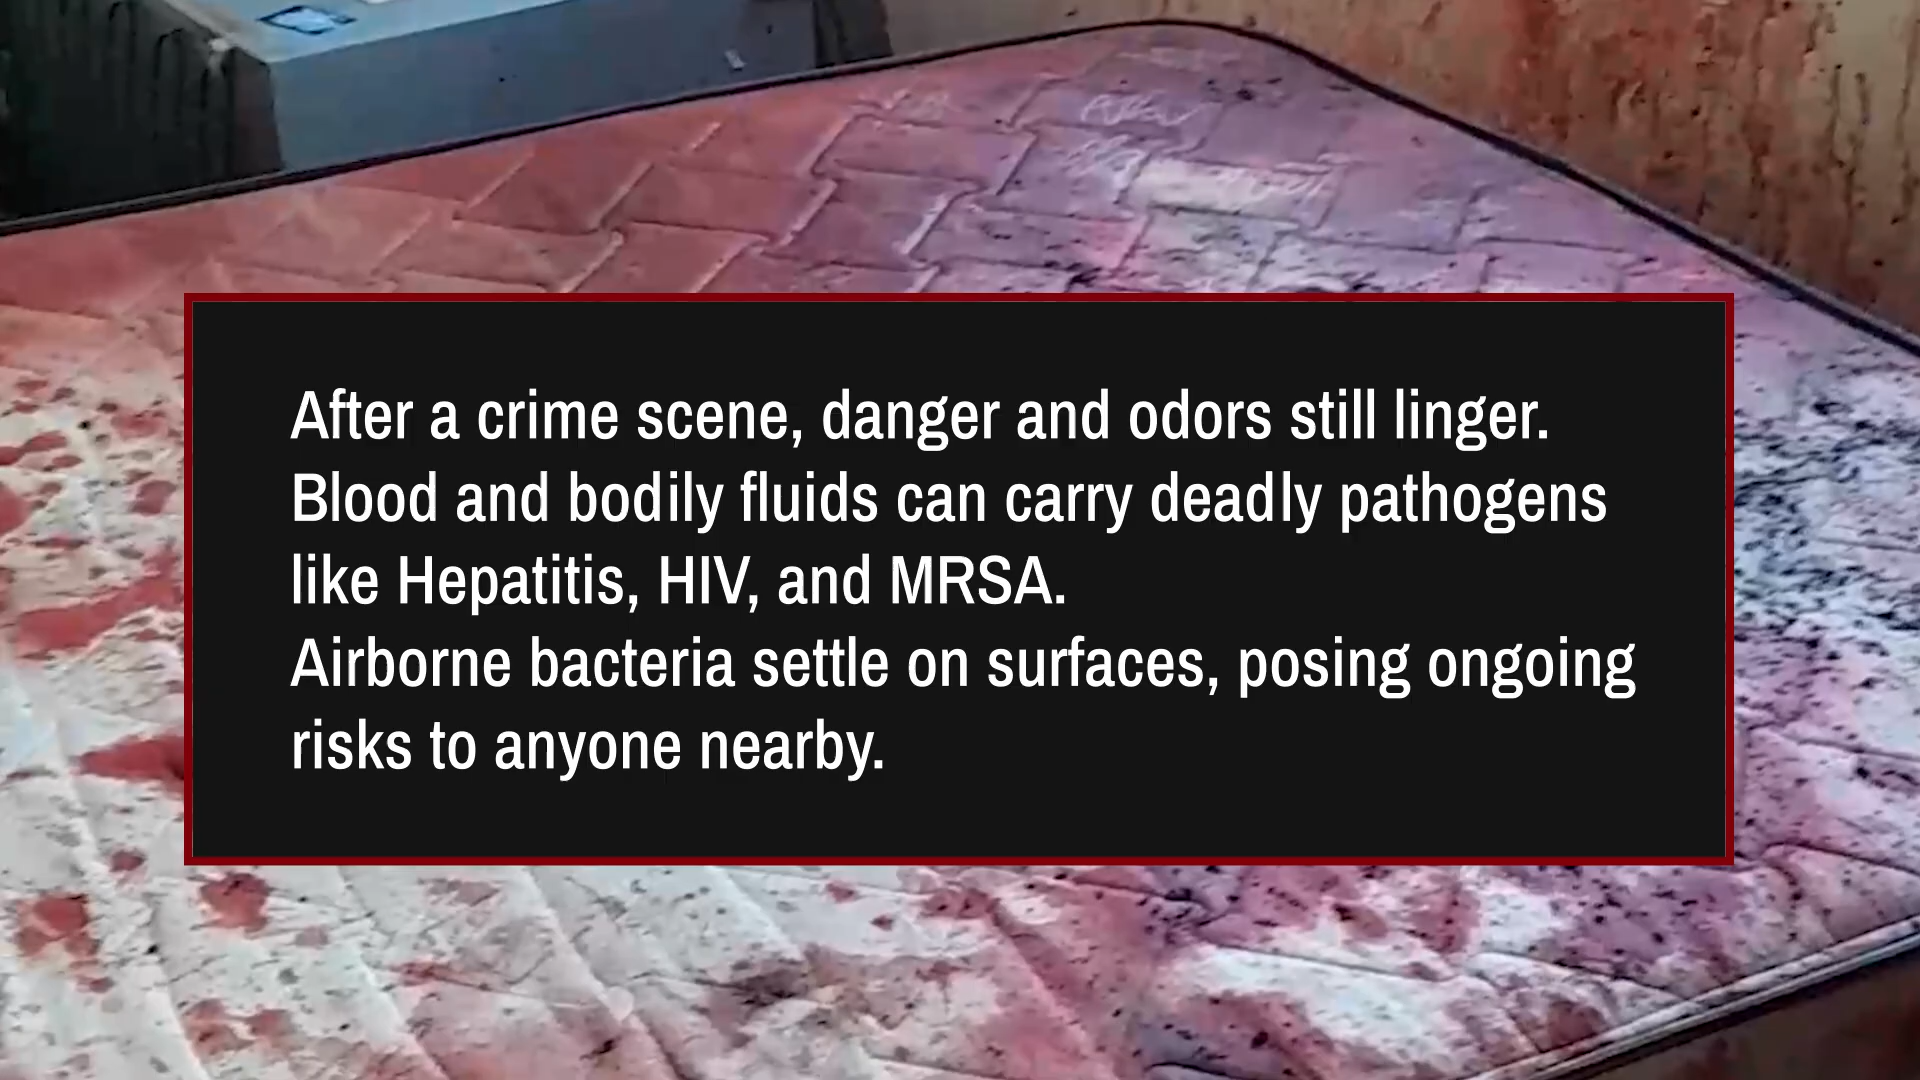 After a crime scene, danger and odors still linger.
Blood and bodily fluids can carry deadly pathogens
like Hepatitis, HIV, and MRSA.
Airborne bacteria settle on surfaces, posing ongoing
risks to anyone nearby.